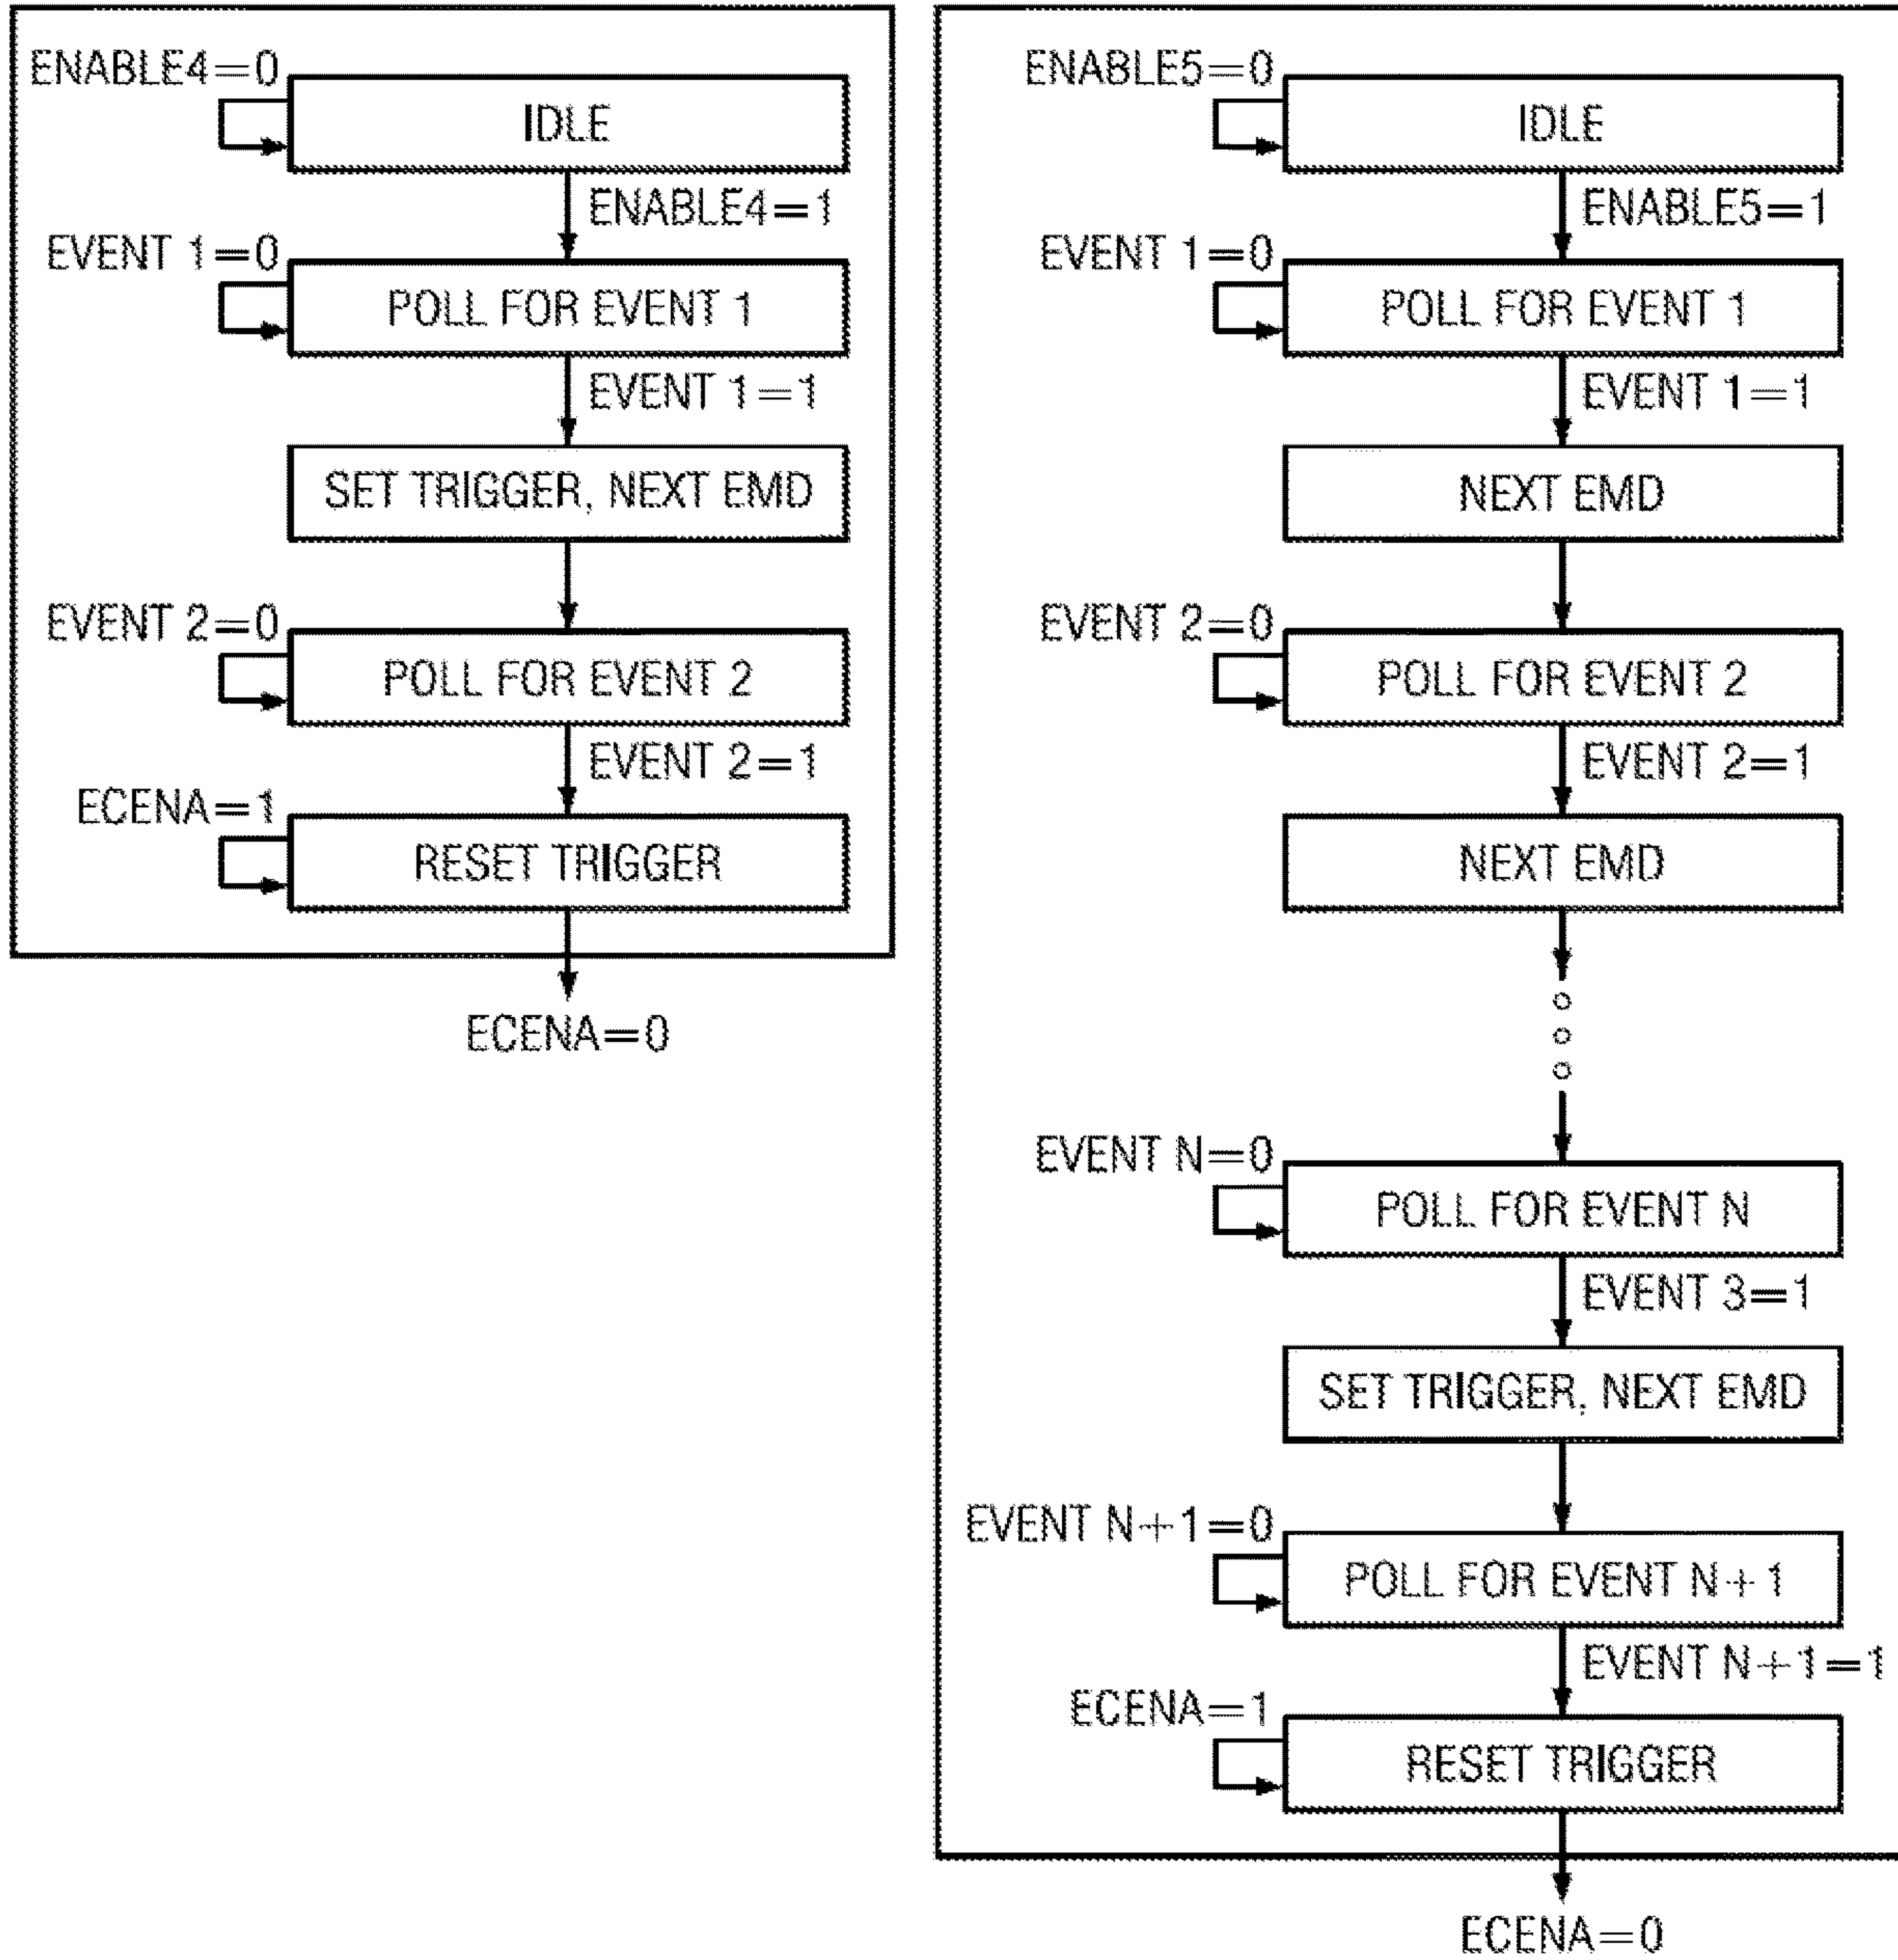 ENABLE4=0
IDLE
ENABLE4=1
EVENT 1=0
POLL FOR EVENT 1
EVENT 1=1
SET TRIGGER, NEXT EMD
EVENT 2=0
POLL FOR EVENT 2
EVENT 2=1
ECENA=1
RESET TRIGGER
ECENA=0
ENABLE5=0
IDLE
ENABLE5=1
EVENT 1=0
POLL FOR EVENT 1
EVENT 1=1
NEXT EMD
EVENT 2=0
POLL FOR EVENT 2
EVENT 2=1
NEXT EMD
EVENT N=0
POLL FOR EVENT N
EVENT 3=1
SET TRIGGER, NEXT EMD
EVENT N+1=0
POLL FOR EVENT N+1
EVENT N+1=1
ECENA=1
RESET TRIGGER
ECENA=0